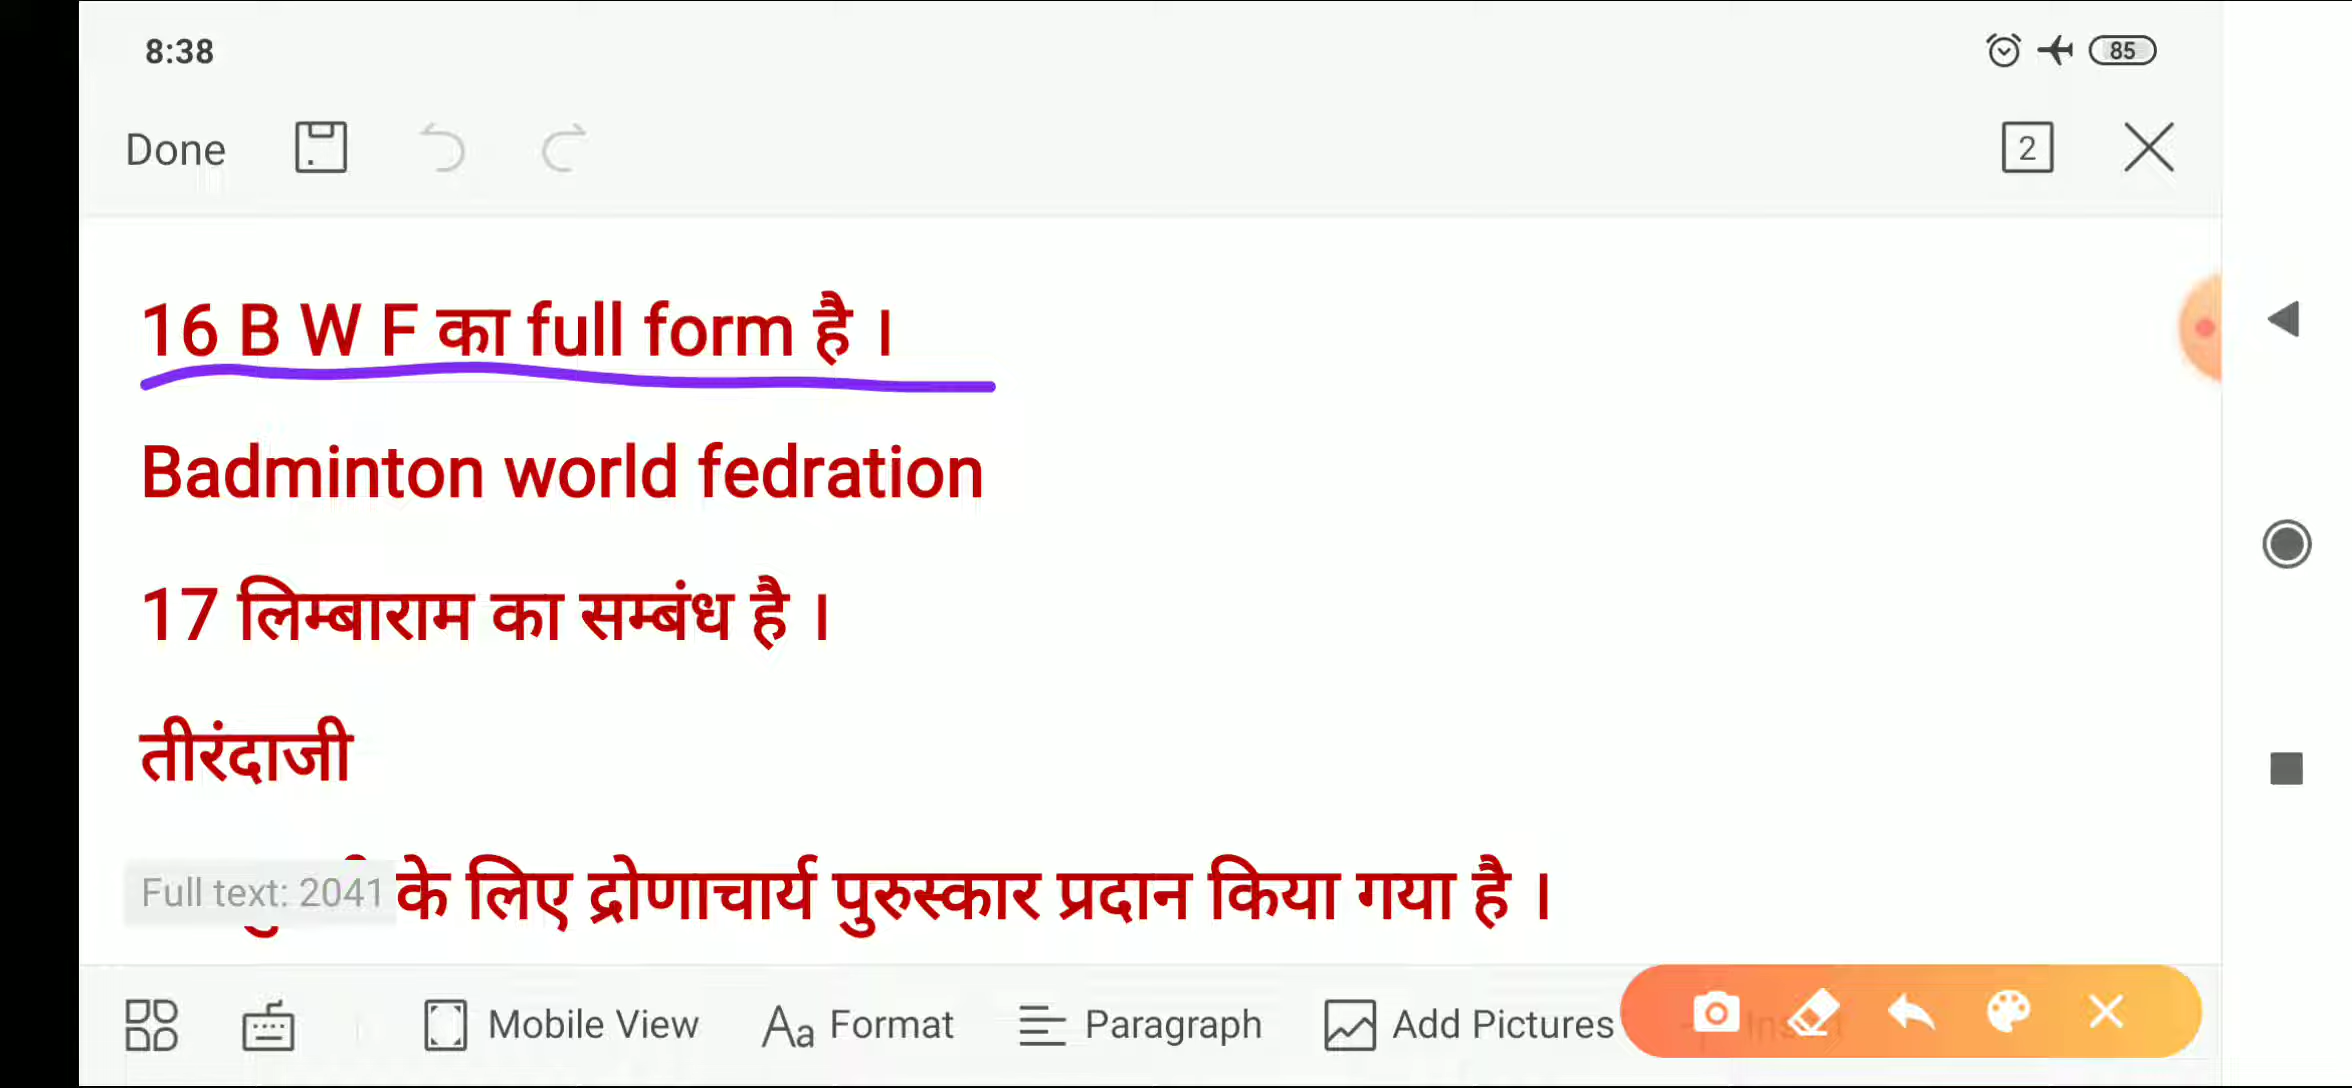 8:38
85
Done
2
16 B W F का full form है ।
Badminton world fedration
17 लिम्बाराम का सम्बंध है ।
तीरंदाजी
Full text: 2041 के लिए द्रोणाचार्य पुरुस्कार प्रदान किया गया है ।
Mobile View Format Paragraph Add Pictures